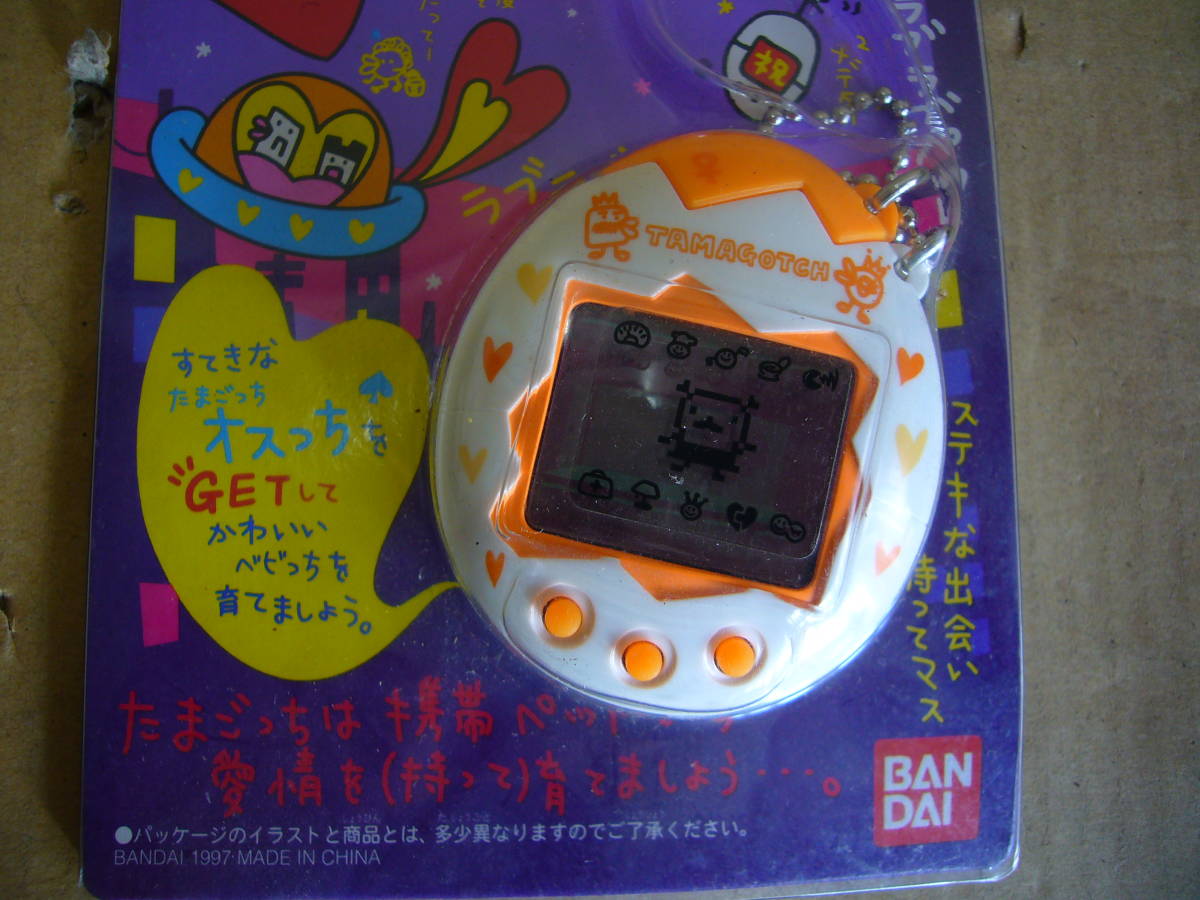 祝
TAMAGOTCH
すてきな
たまごっち
オスっちを
GETして
かわいい
ベビっちを
育てましょう。
ステキな出会い
待ってマス
たまごっちは携帯ペット
愛情を(持って)育てましょう…。
BAN
DAI
●パッケージのイラストと商品とは、多少異なりますのでご了承ください。
BANDAI 1997·MADE IN CHINA